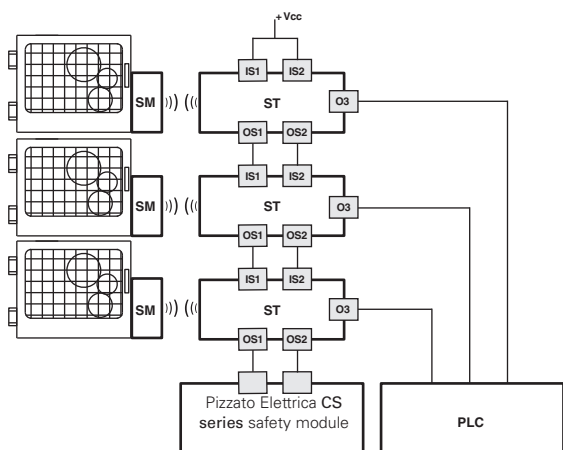 +Vcc
IS1 IS2
SM ST O3
OS1 OS2
IS1 IS2
SM ST O3
OS1 OS2
IS1 IS2
SM ST O3
OS1 OS2
Pizzato Elettrica CS
series safety module
PLC